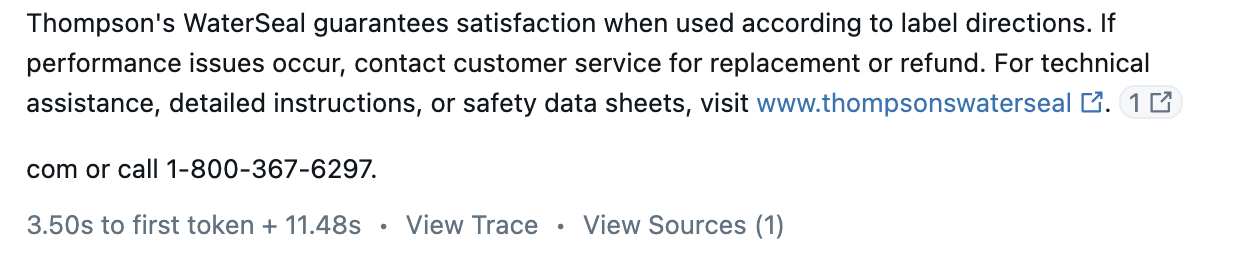 Thompson's WaterSeal guarantees satisfaction when used according to label directions. If
performance issues occur, contact customer service for replacement or refund. For technical
assistance, detailed instructions, or safety data sheets, visit www.thompsonswaterseal. 1
com or call 1-800-367-6297.
3.50s to first token + 11.48s • View Trace • View Sources (1)